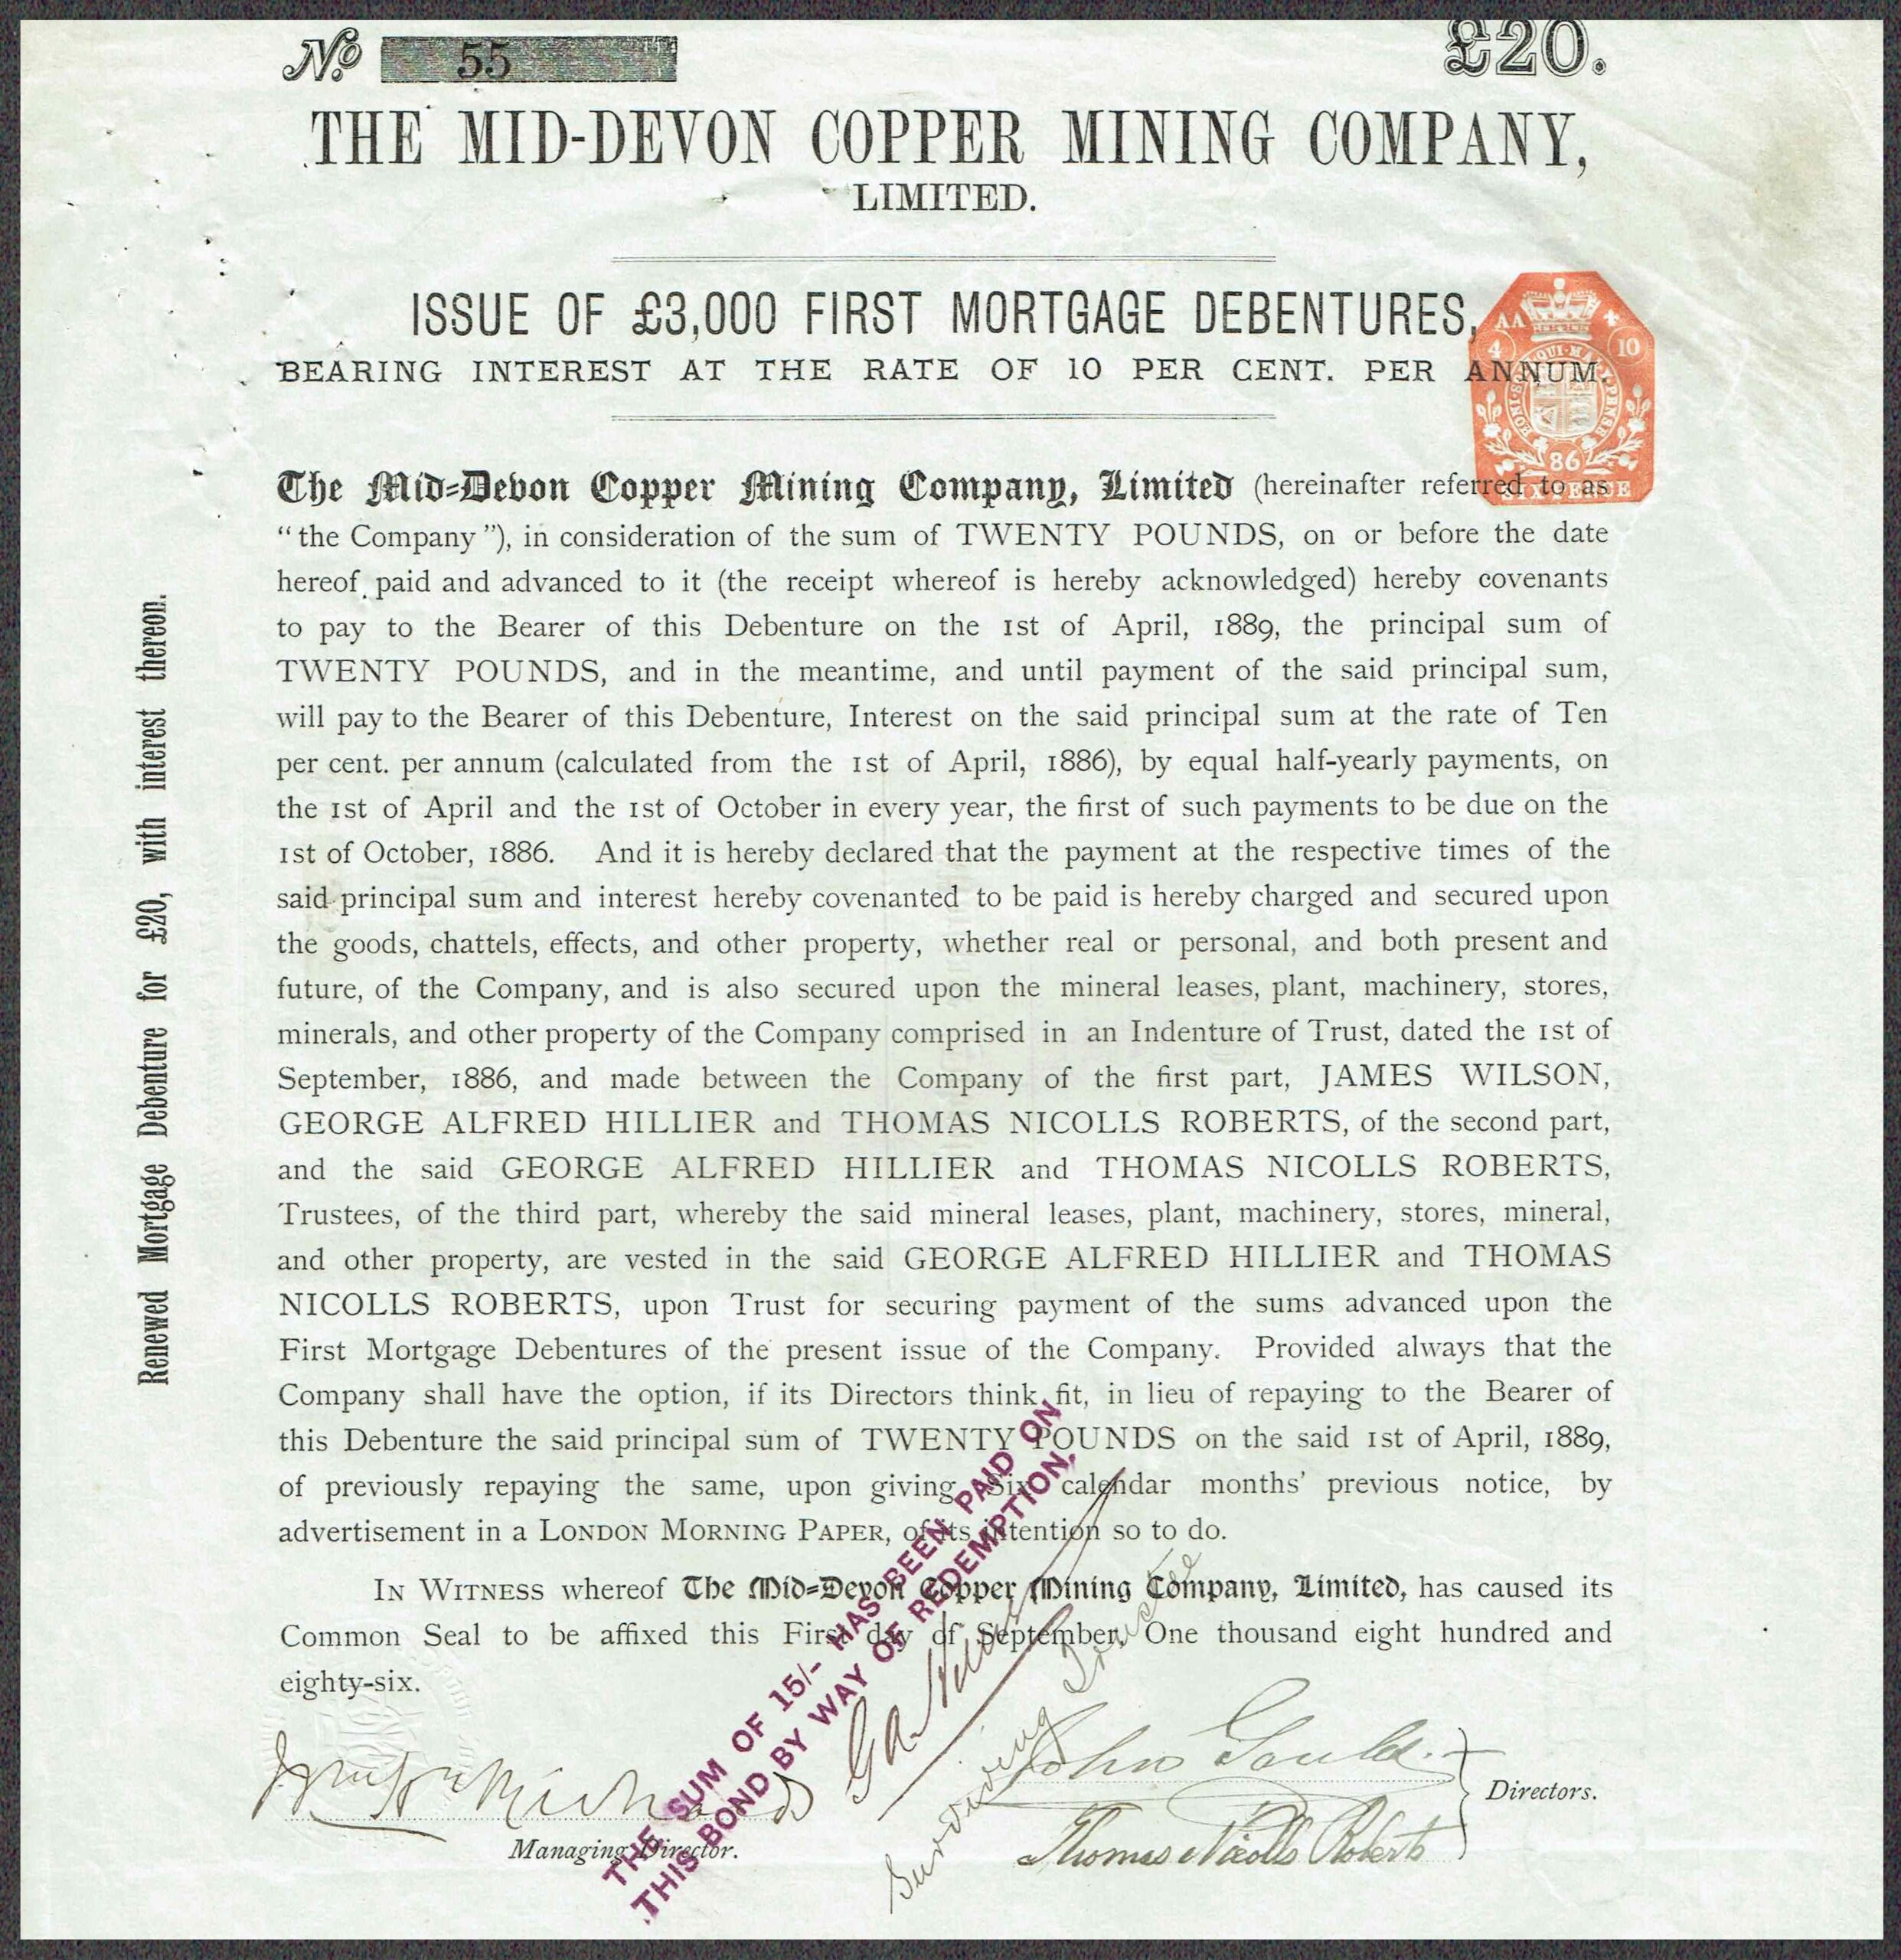 No. 55
£20.
THE MID-DEVON COPPER MINING COMPANY,
LIMITED.
ISSUE OF £3,000 FIRST MORTGAGE DEBENTURES,
BEARING INTEREST AT THE RATE OF 10 PER CENT. PER ANNUM.
AA
4 10
HONI SOIT QUI MAL Y PENSE
86
SIXPENCE
The Mid-Devon Copper Mining Company, Limited (hereinafter referred to as
"the Company"), in consideration of the sum of TWENTY POUNDS, on or before the date
hereof paid and advanced to it (the receipt whereof is hereby acknowledged) hereby covenants
to pay to the Bearer of this Debenture on the 1st of April, 1889, the principal sum of
TWENTY POUNDS, and in the meantime, and until payment of the said principal sum,
will pay to the Bearer of this Debenture, Interest on the said principal sum at the rate of Ten
per cent. per annum (calculated from the 1st of April, 1886), by equal half-yearly payments, on
the 1st of April and the 1st of October in every year, the first of such payments to be due on the
1st of October, 1886. And it is hereby declared that the payment at the respective times of the
said principal sum and interest hereby covenanted to be paid is hereby charged and secured upon
the goods, chattels, effects, and other property, whether real or personal, and both present and
future, of the Company, and is also secured upon the mineral leases, plant, machinery, stores,
minerals, and other property of the Company comprised in an Indenture of Trust, dated the 1st of
September, 1886, and made between the Company of the first part, JAMES WILSON,
GEORGE ALFRED HILLIER and THOMAS NICOLLS ROBERTS, of the second part,
and the said GEORGE ALFRED HILLIER and THOMAS NICOLLS ROBERTS,
Trustees, of the third part, whereby the said mineral leases, plant, machinery, stores, mineral,
and other property, are vested in the said GEORGE ALFRED HILLIER and THOMAS
NICOLLS ROBERTS, upon Trust for securing payment of the sums advanced upon the
First Mortgage Debentures of the present issue of the Company. Provided always that the
Company shall have the option, if its Directors think fit, in lieu of repaying to the Bearer of
this Debenture the said principal sum of TWENTY POUNDS on the said 1st of April, 1889,
of previously repaying the same, upon giving six calendar months' previous notice, by
advertisement in a LONDON MORNING PAPER, of its intention so to do.
IN WITNESS whereof The Mid-Devon Copper Mining Company, Limited, has caused its
Common Seal to be affixed this First day of September, One thousand eight hundred and
eighty-six.
Managing Director.
John Gould
Thomas Nicolls Roberts
Directors.
THE SUM OF 15/- HAS BEEN PAID ON
THIS BOND BY WAY OF REDEMPTION.
G A Hillier
Surviving Trustee
Renewed Mortgage Debenture for £20, with interest thereon.